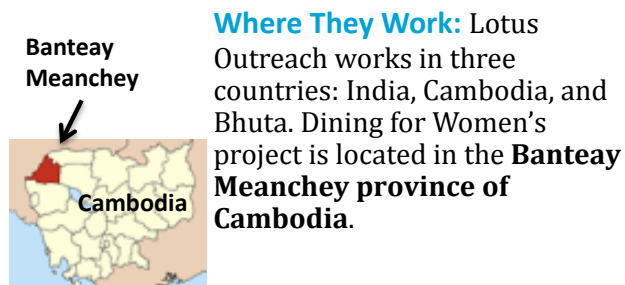 Banteay
Meanchey
Cambodia
Where They Work: Lotus
Outreach works in three
countries: India, Cambodia, and
Bhuta. Dining for Women’s
project is located in the Banteay
Meanchey province of
Cambodia.